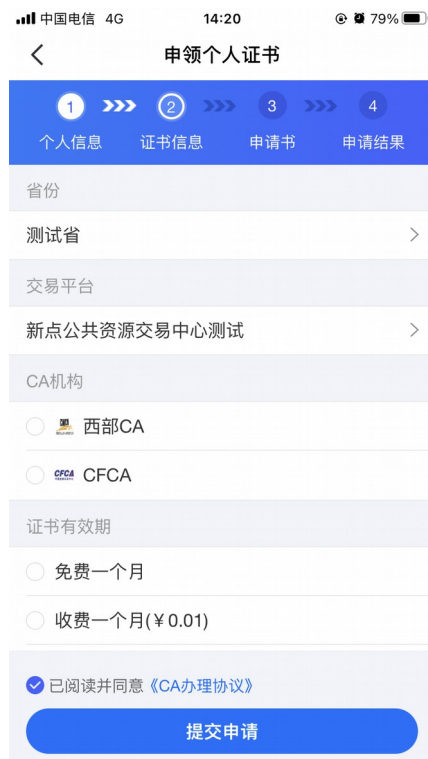 中国电信 4G 14:20 79%
申领个人证书
1 2 3 4
个人信息 证书信息 申请书 申请结果
省份
测试省
交易平台
新点公共资源交易中心测试
CA机构
西部CA
CFCA CFCA
证书有效期
免费一个月
收费一个月(¥0.01)
已阅读并同意《CA办理协议》
提交申请